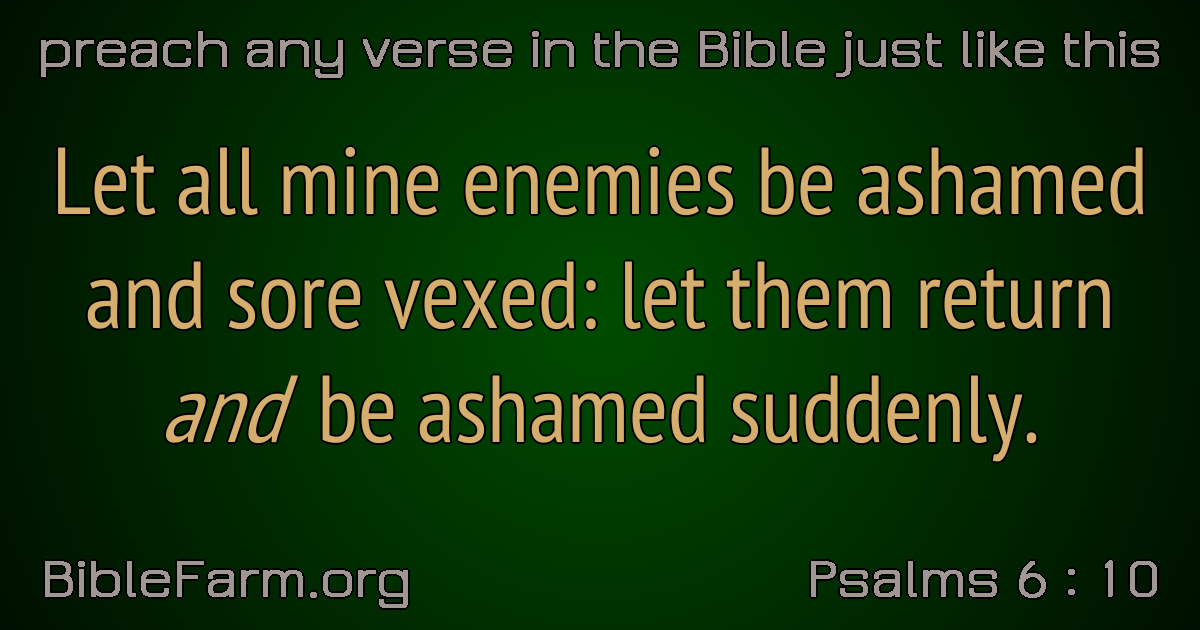 preach any verse in the Bible just like this
Let all mine enemies be ashamed
and sore vexed: let them return
and be ashamed suddenly.
BibleFarm.org
Psalms 6 : 10